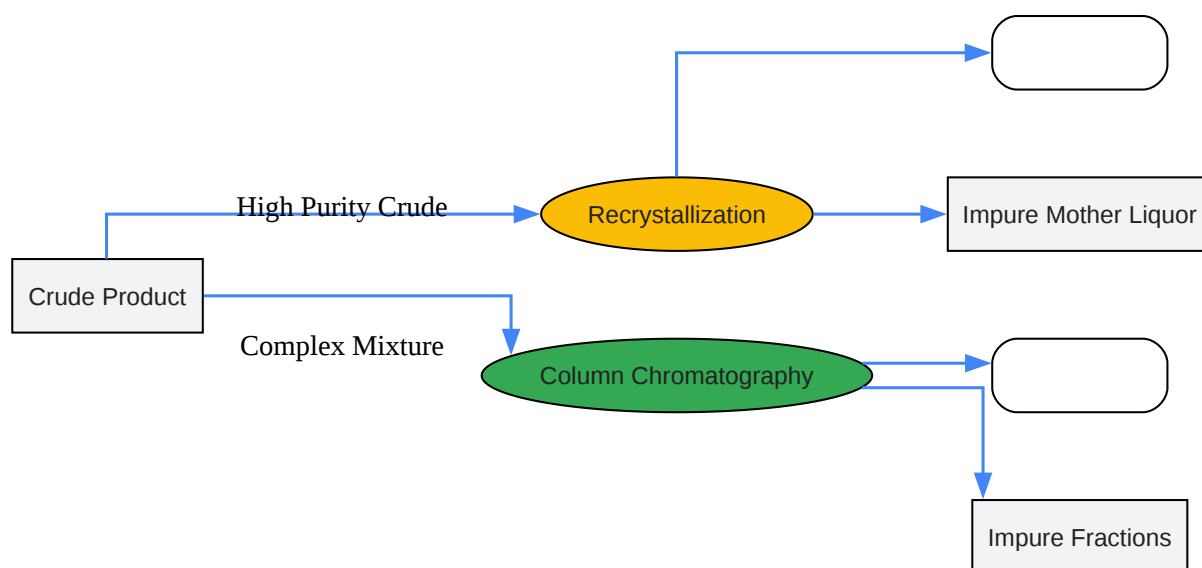 High Purity Crude
Recrystallization
Impure Mother Liquor
Crude Product
Complex Mixture
Column Chromatography
Impure Fractions